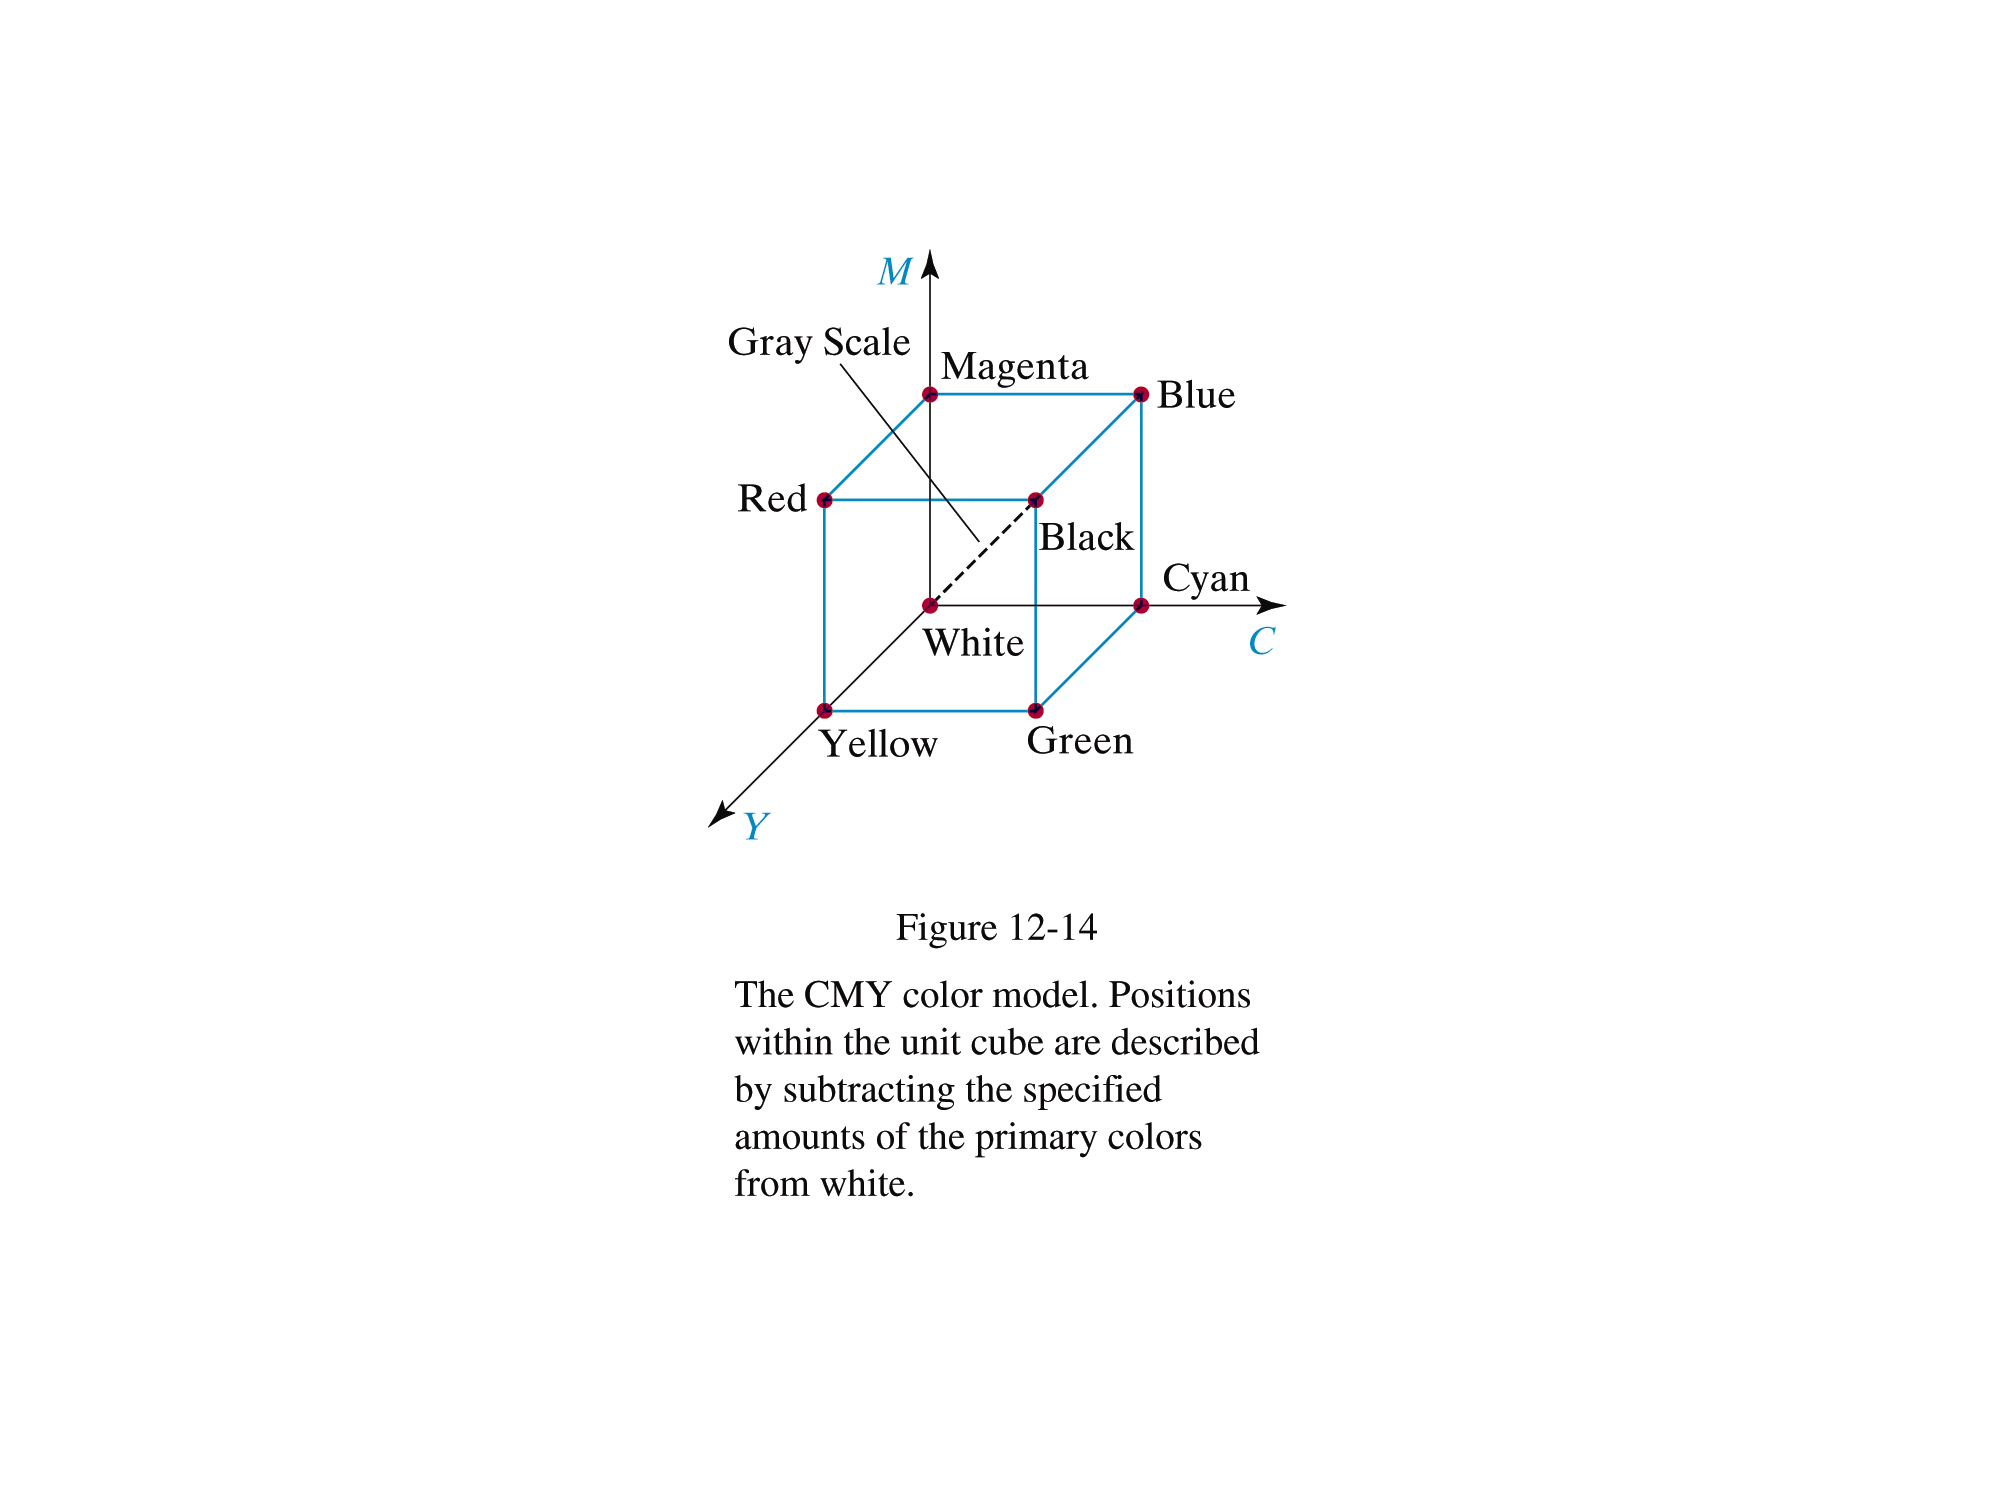 M
Gray Scale
Magenta
Blue
Red
Black
Cyan
White
C
Yellow
Green
Y
Figure 12-14
The CMY color model. Positions
within the unit cube are described
by subtracting the specified
amounts of the primary colors
from white.